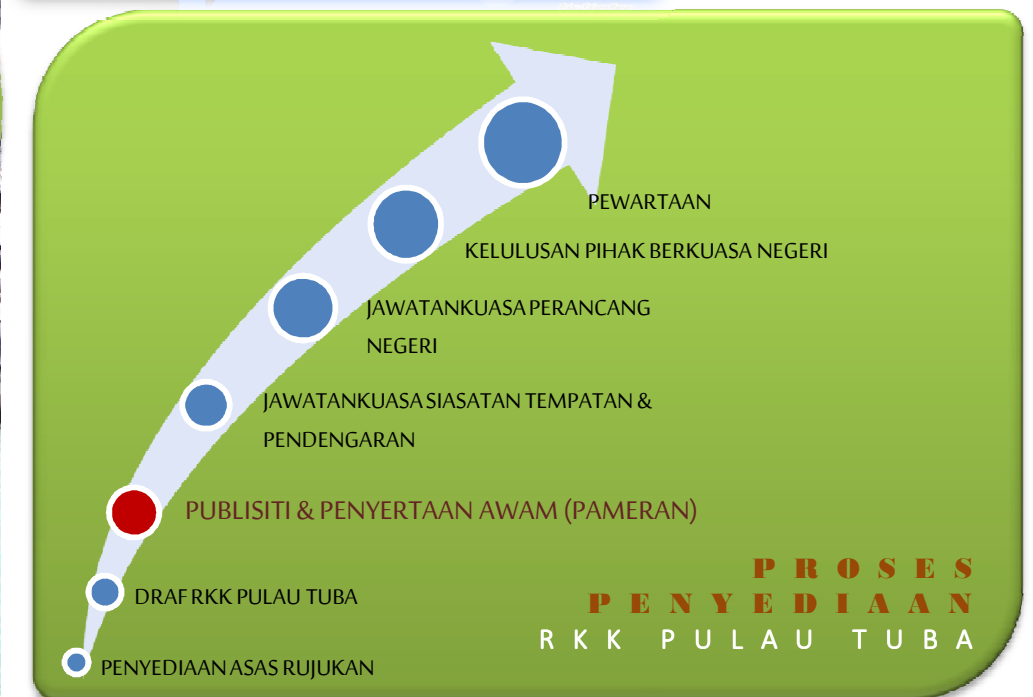 PEWARTAAN
KELULUSAN PIHAK BERKUASA NEGERI
JAWATANKUASA PERANCANG
NEGERI
JAWATANKUASA SIASATAN TEMPATAN &
PENDENGARAN
PUBLISITI & PENYERTAAN AWAM (PAMERAN)
DRAF RKK PULAU TUBA
PENYEDIAAN ASAS RUJUKAN
PROSES
PENYEDIAAN
RKK PULAU TUBA